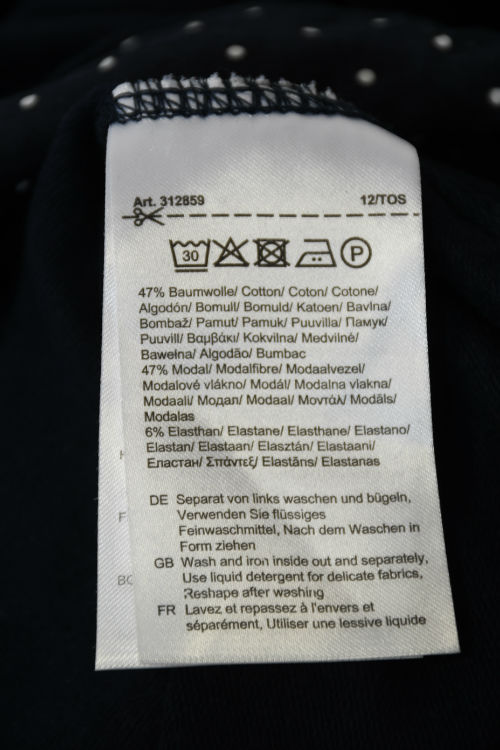 Art. 312859 12/TOS
30 P
47% Baumwolle/ Cotton/ Coton/ Cotone/
Algodón/ Bomull/ Bomuld/ Katoen/ Bavlna/
Bombaž/ Pamut/ Pamuk/ Puuvilla/ Памук/
Puuvill/ Βαμβάκι/ Kokvilna/ Medvilné/
Bawełna/ Algodão/ Bumbac
47% Modal/ Modalfibre/ Modaalvezel/
Modalové vlákno/ Modál/ Modalna vlakna/
Modaali/ Модал/ Modaal/ Μοντάλ/ Modāls/
Modalas
6% Elasthan/ Elastane/ Elasthane/ Elastano/
Elastan/ Elastaan/ Elasztán/ Elastaani/
Еластан/ Σπάντεξ/ Elastāns/ Elastanas
DE Separat von links waschen und bügeln,
Verwenden Sie flüssiges
Feinwaschmittel, Nach dem Waschen in
Form ziehen
GB Wash and iron inside out and separately,
Use liquid detergent for delicate fabrics,
Reshape after washing
FR Lavez et repassez à l'envers et
séparément, Utiliser une lessive liquide